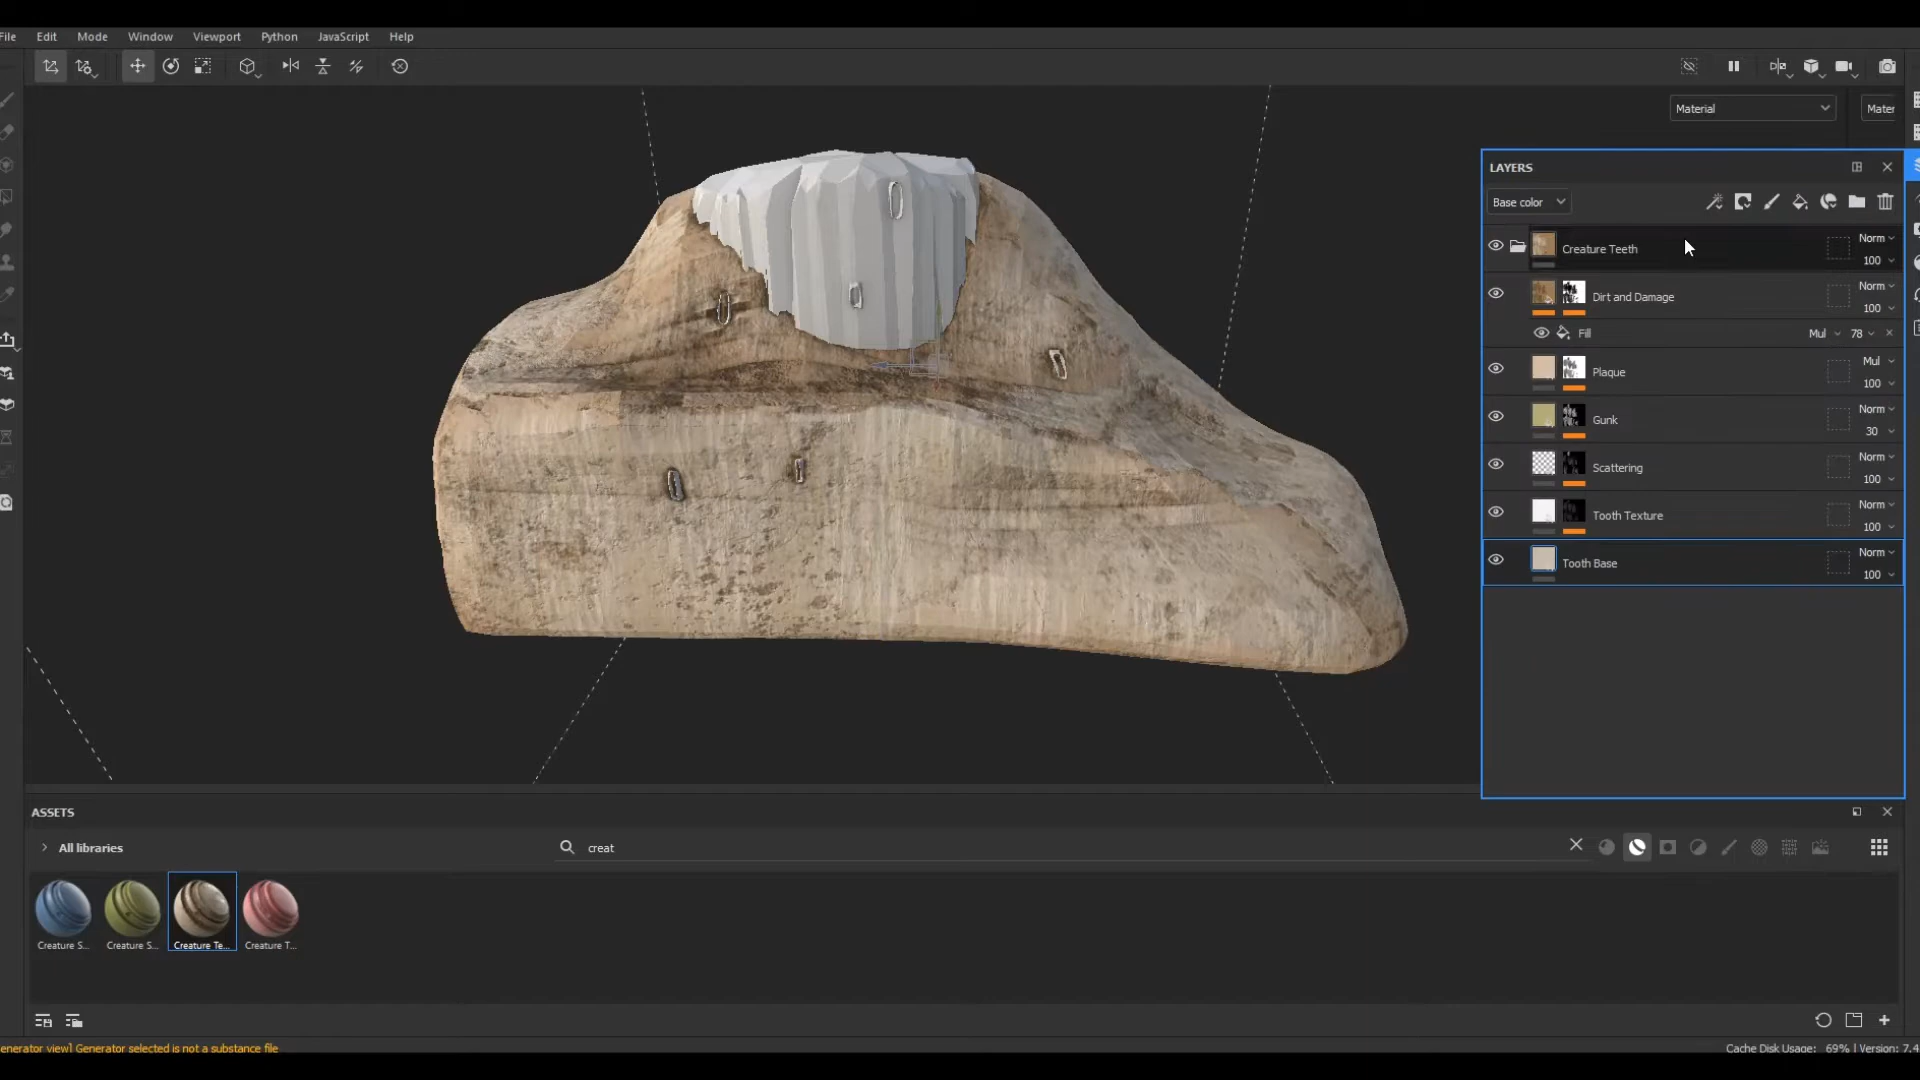 File Edit Mode Window Viewport Python JavaScript Help
Material
Mater
LAYERS
Base color
Creature Teeth Norm
100
Dirt and Damage Norm
100
Fill Mul 78
Plaque Mul
100
Gunk Norm
30
Scattering Norm
100
Tooth Texture Norm
100
Tooth Base Norm
100
ASSETS
All libraries
creat
Creature S... Creature S... Creature Te... Creature T...
enerator view] Generator selected is not a substance file
Cache Disk Usage: 69% | Version: 7.4